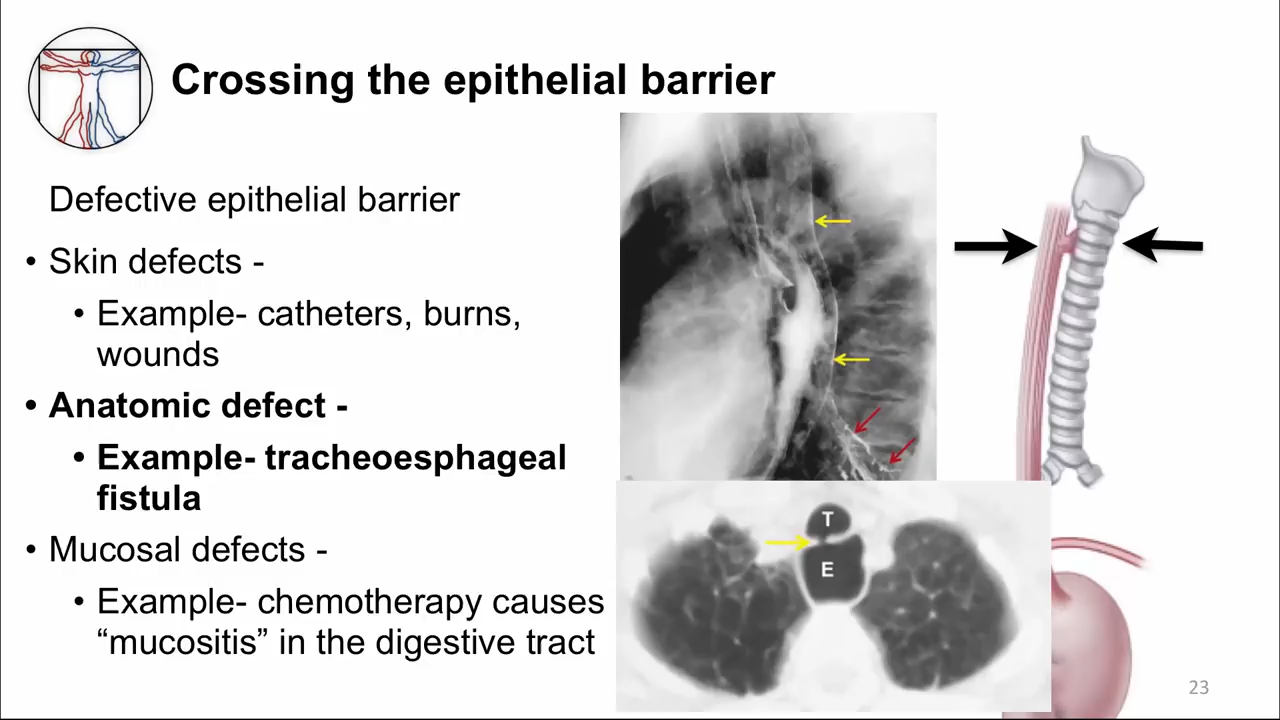 Crossing the epithelial barrier
Defective epithelial barrier
• Skin defects -
• Example- catheters, burns,
wounds
• Anatomic defect -
• Example- tracheoesphageal
fistula
• Mucosal defects -
• Example- chemotherapy causes
“mucositis” in the digestive tract
T
E
23